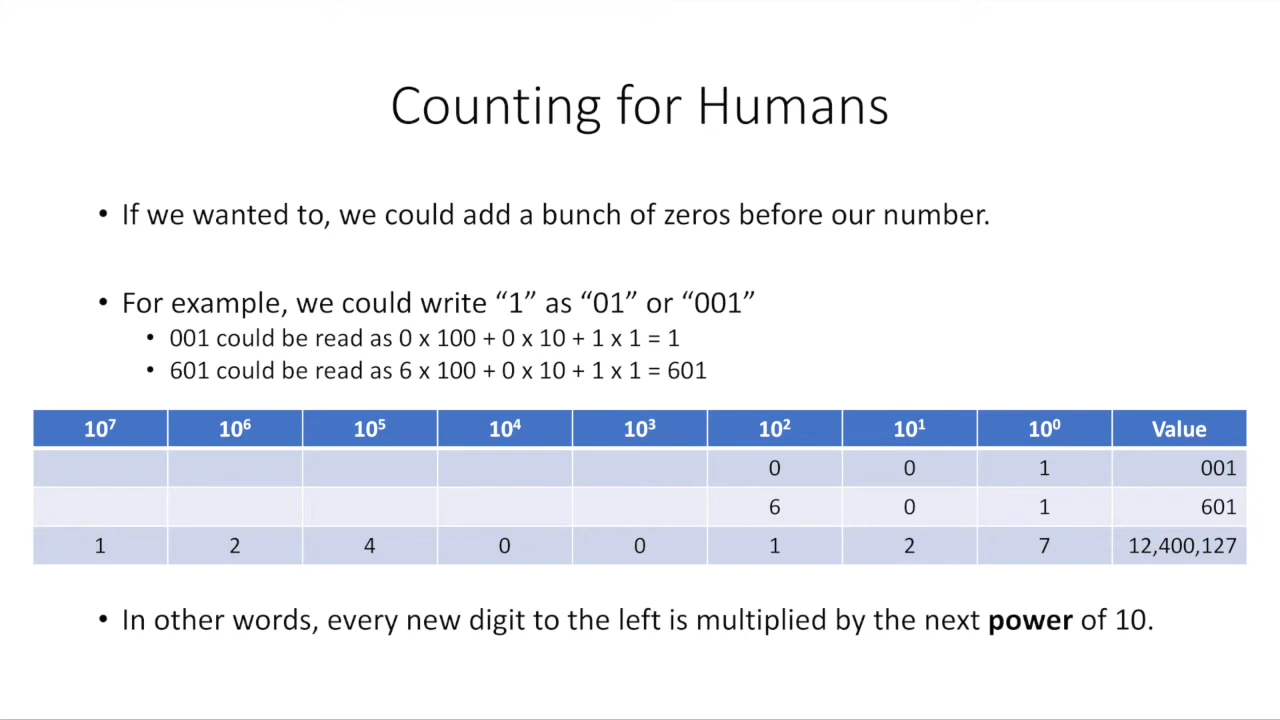 Counting for Humans
• If we wanted to, we could add a bunch of zeros before our number.
• For example, we could write “1” as “01” or “001”
• 001 could be read as 0 x 100 + 0 x 10 + 1 x 1 = 1
• 601 could be read as 6 x 100 + 0 x 10 + 1 x 1 = 601
10⁷ 10⁶ 10⁵ 10⁴ 10³ 10² 10¹ 10⁰ Value
0 0 1 001
6 0 1 601
1 2 4 0 0 1 2 7 12,400,127
• In other words, every new digit to the left is multiplied by the next power of 10.